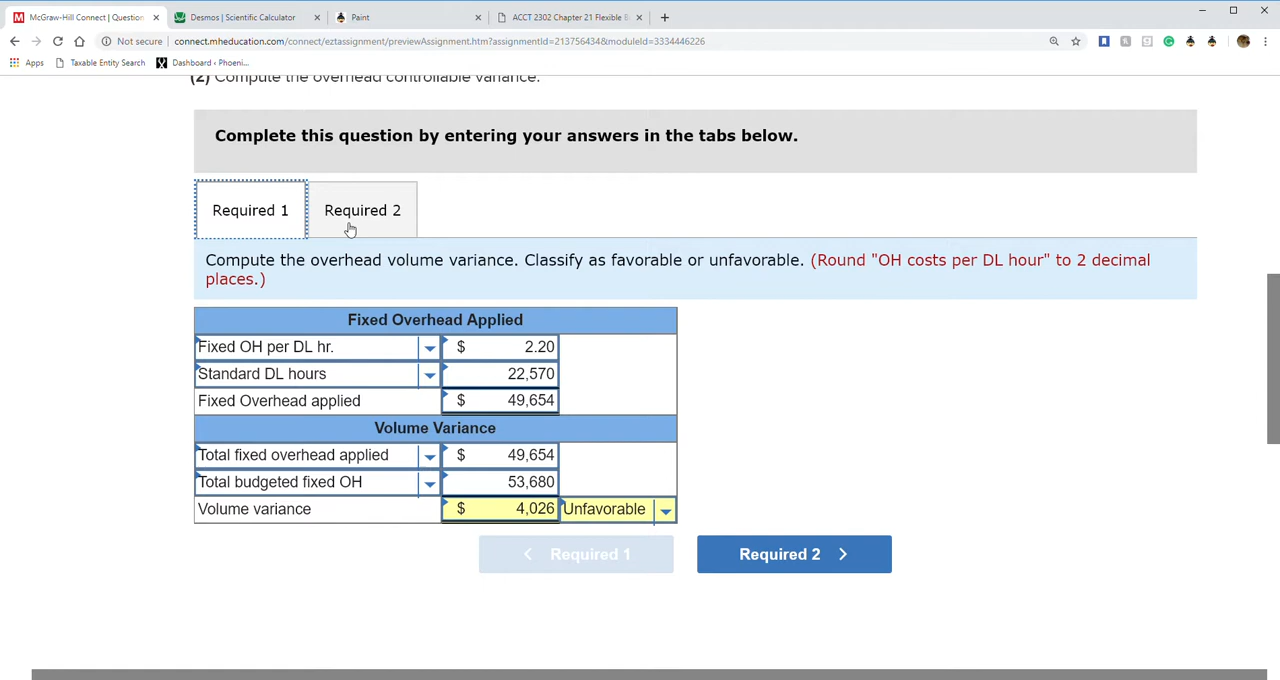 McGraw-Hill Connect | Question
Desmos | Scientific Calculator
Paint
ACCT 2302 Chapter 21 Flexible
Not secure | connect.mheducation.com/connect/eztassignment/previewAssignment.htm?assignmentId=213756434&moduleId=3334446226
Apps Taxable Entity Search Dashboard ‹ Phoeni...
(2) Compute the overhead controllable variance.
Complete this question by entering your answers in the tabs below.
Required 1 Required 2
Compute the overhead volume variance. Classify as favorable or unfavorable. (Round "OH costs per DL hour" to 2 decimal
places.)
Fixed Overhead Applied
Fixed OH per DL hr. $ 2.20
Standard DL hours 22,570
Fixed Overhead applied $ 49,654
Volume Variance
Total fixed overhead applied $ 49,654
Total budgeted fixed OH 53,680
Volume variance $ 4,026 Unfavorable
Required 1 Required 2